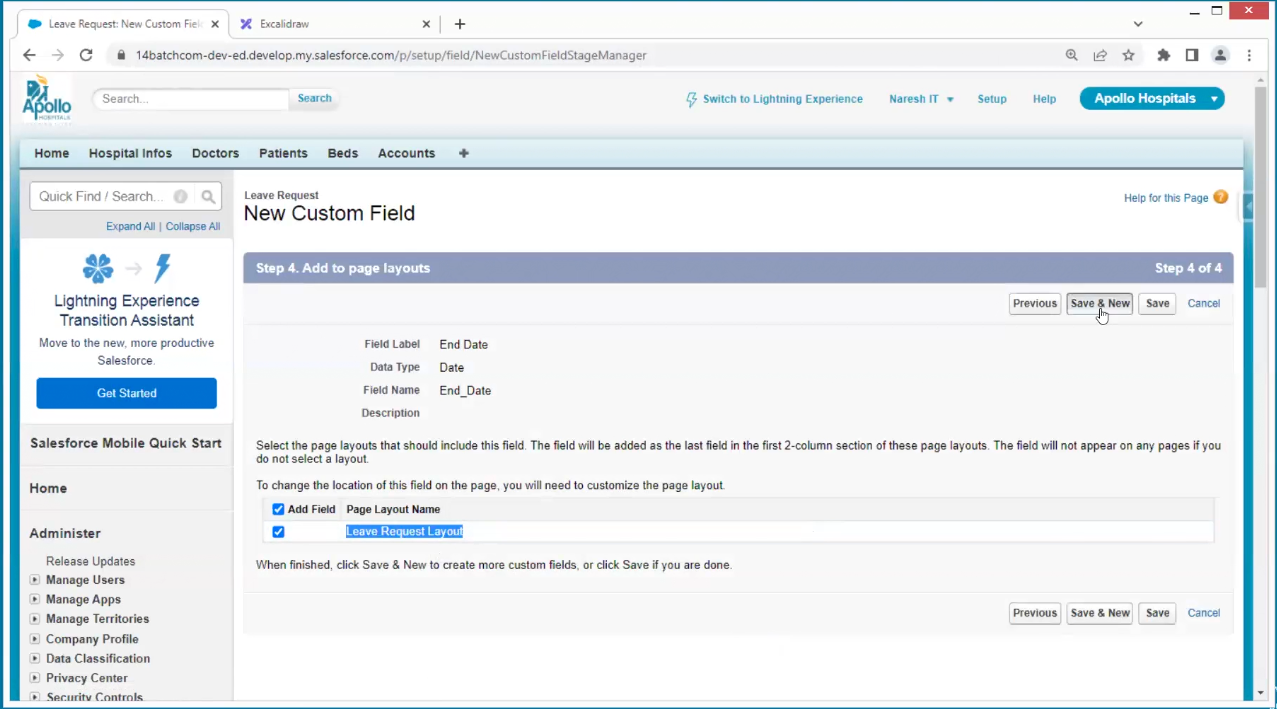 Leave Request: New Custom Fiel
Excalidraw
14batchcom-dev-ed.develop.my.salesforce.com/p/setup/field/NewCustomFieldStageManager
Apollo
HOSPITALS
Search...
Search
Switch to Lightning Experience
Naresh IT
Setup
Help
Apollo Hospitals
Home
Hospital Infos
Doctors
Patients
Beds
Accounts
Quick Find / Search...
Expand All | Collapse All
Lightning Experience
Transition Assistant
Move to the new, more productive
Salesforce.
Get Started
Salesforce Mobile Quick Start
Home
Administer
Release Updates
Manage Users
Manage Apps
Manage Territories
Company Profile
Data Classification
Privacy Center
Security Controls
Leave Request
New Custom Field
Help for this Page
Step 4. Add to page layouts
Step 4 of 4
Previous
Save & New
Save
Cancel
Field Label End Date
Data Type Date
Field Name End_Date
Description
Select the page layouts that should include this field. The field will be added as the last field in the first 2-column section of these page layouts. The field will not appear on any pages if you
do not select a layout.
To change the location of this field on the page, you will need to customize the page layout.
Add Field Page Layout Name
Leave Request Layout
When finished, click Save & New to create more custom fields, or click Save if you are done.
Previous
Save & New
Save
Cancel